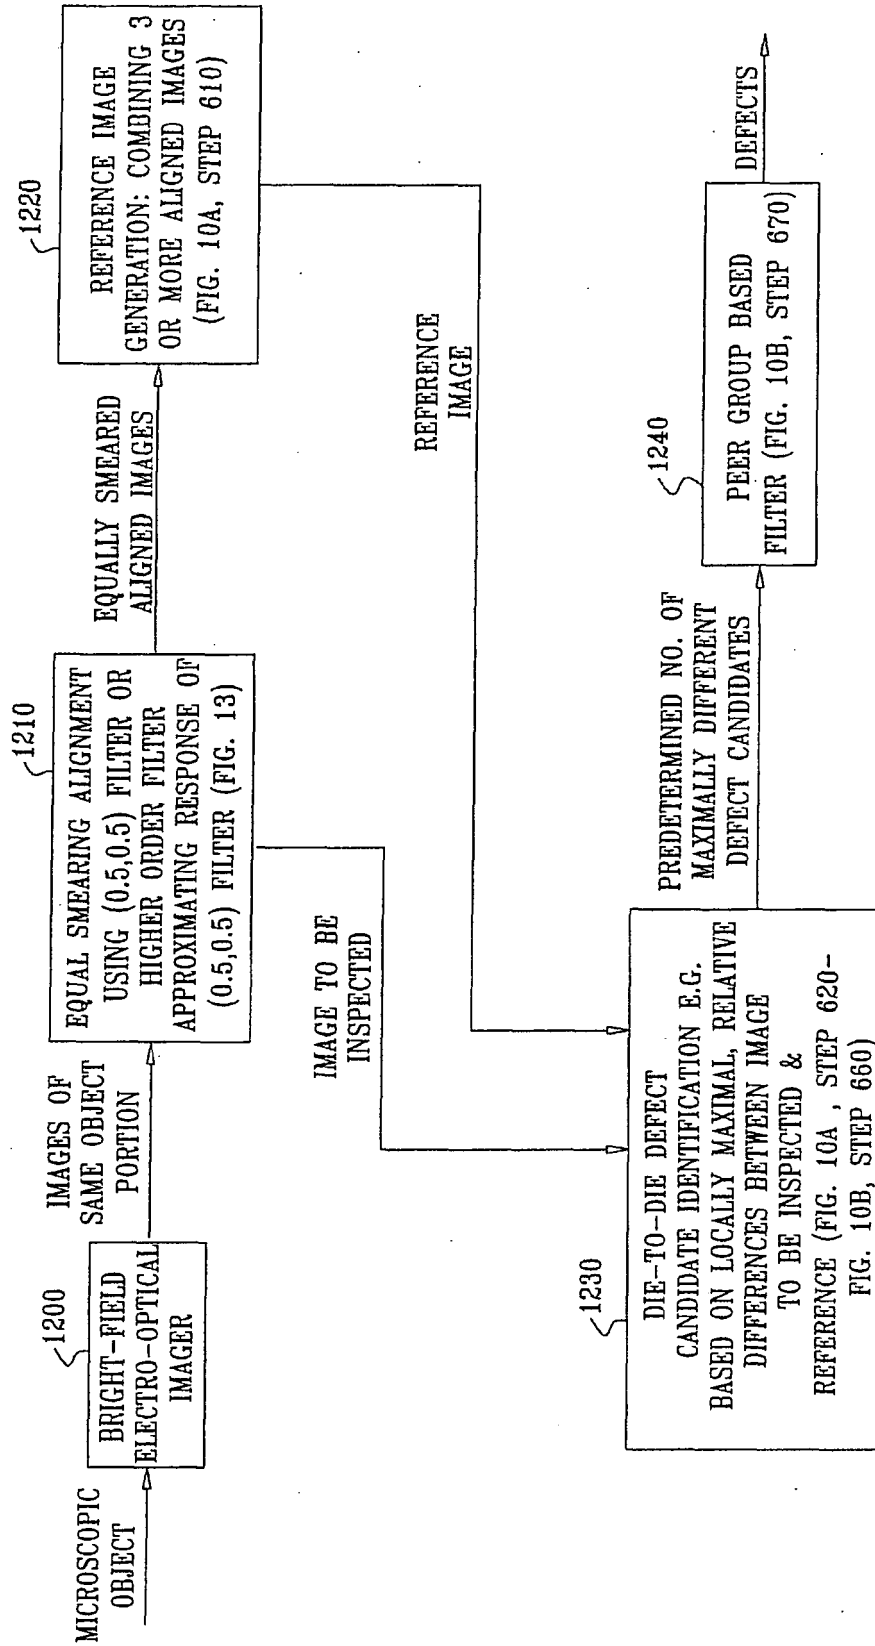 MICROSCOPIC
OBJECT
1200
BRIGHT-FIELD
ELECTRO-OPTICAL
IMAGER
IMAGES OF
SAME OBJECT
PORTION
1210
EQUAL SMEARING ALIGNMENT
USING (0.5,0.5) FILTER OR
HIGHER ORDER FILTER
APPROXIMATING RESPONSE OF
(0.5,0.5) FILTER (FIG. 13)
EQUALLY SMEARED
ALIGNED IMAGES
1220
REFERENCE IMAGE
GENERATION: COMBINING 3
OR MORE ALIGNED IMAGES
(FIG. 10A, STEP 610)
IMAGE TO BE
INSPECTED
REFERENCE
IMAGE
1230
DIE-TO-DIE DEFECT
CANDIDATE IDENTIFICATION E.G.
BASED ON LOCALLY MAXIMAL, RELATIVE
DIFFERENCES BETWEEN IMAGE
TO BE INSPECTED &
REFERENCE (FIG. 10A , STEP 620-
FIG. 10B, STEP 660)
PREDETERMINED NO. OF
MAXIMALLY DIFFERENT
DEFECT CANDIDATES
1240
PEER GROUP BASED
FILTER (FIG. 10B, STEP 670)
DEFECTS